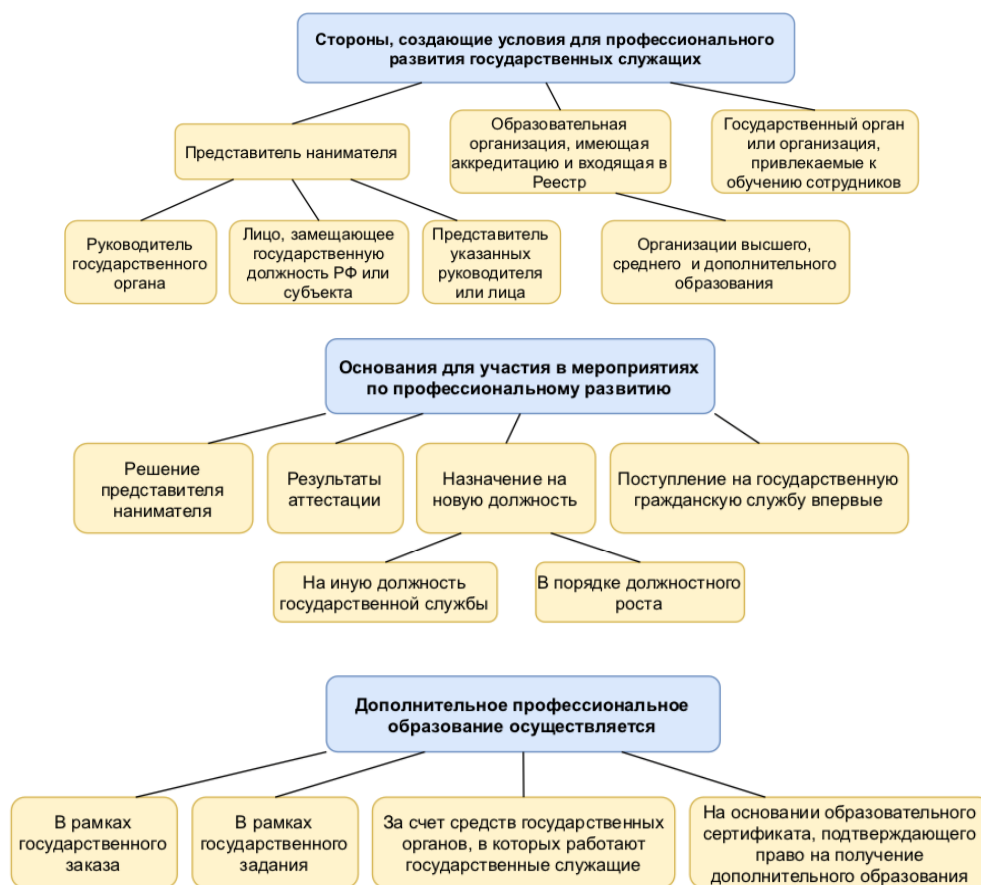 Стороны, создающие условия для профессионального
развития государственных служащих
Представитель нанимателя
Образовательная
организация, имеющая
аккредитацию и входящая в
Реестр
Государственный орган
или организация,
привлекаемые к
обучению сотрудников
Руководитель
государственного
органа
Лицо, замещающее
государственную
должность РФ или
субъекта
Представитель
указанных
руководителя
или лица
Организации высшего,
среднего и дополнительного
образования
Основания для участия в мероприятиях
по профессиональному развитию
Решение
представителя
нанимателя
Результаты
аттестации
Назначение на
новую должность
Поступление на государственную
гражданскую службу впервые
На иную должность
государственной службы
В порядке должностного
роста
Дополнительное профессиональное
образование осуществляется
В рамках
государственного
заказа
В рамках
государственного
задания
За счет средств государственных
органов, в которых работают
государственные служащие
На основании образовательного
сертификата, подтверждающего
право на получение
дополнительного образования